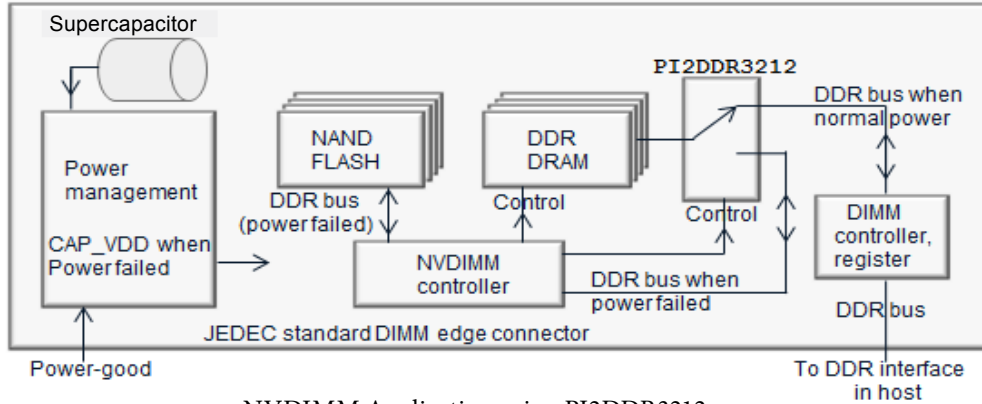 Supercapacitor
PI2DDR3212
DDR bus when
normal power
NAND
FLASH
DDR
DRAM
Power
management
CAP_VDD when
Power failed
DDR bus
(power failed)
Control
Control
DIMM
controller,
register
NVDIMM
controller
DDR bus when
power failed
DDR bus
JEDEC standard DIMM edge connector
Power-good
To DDR interface
in host